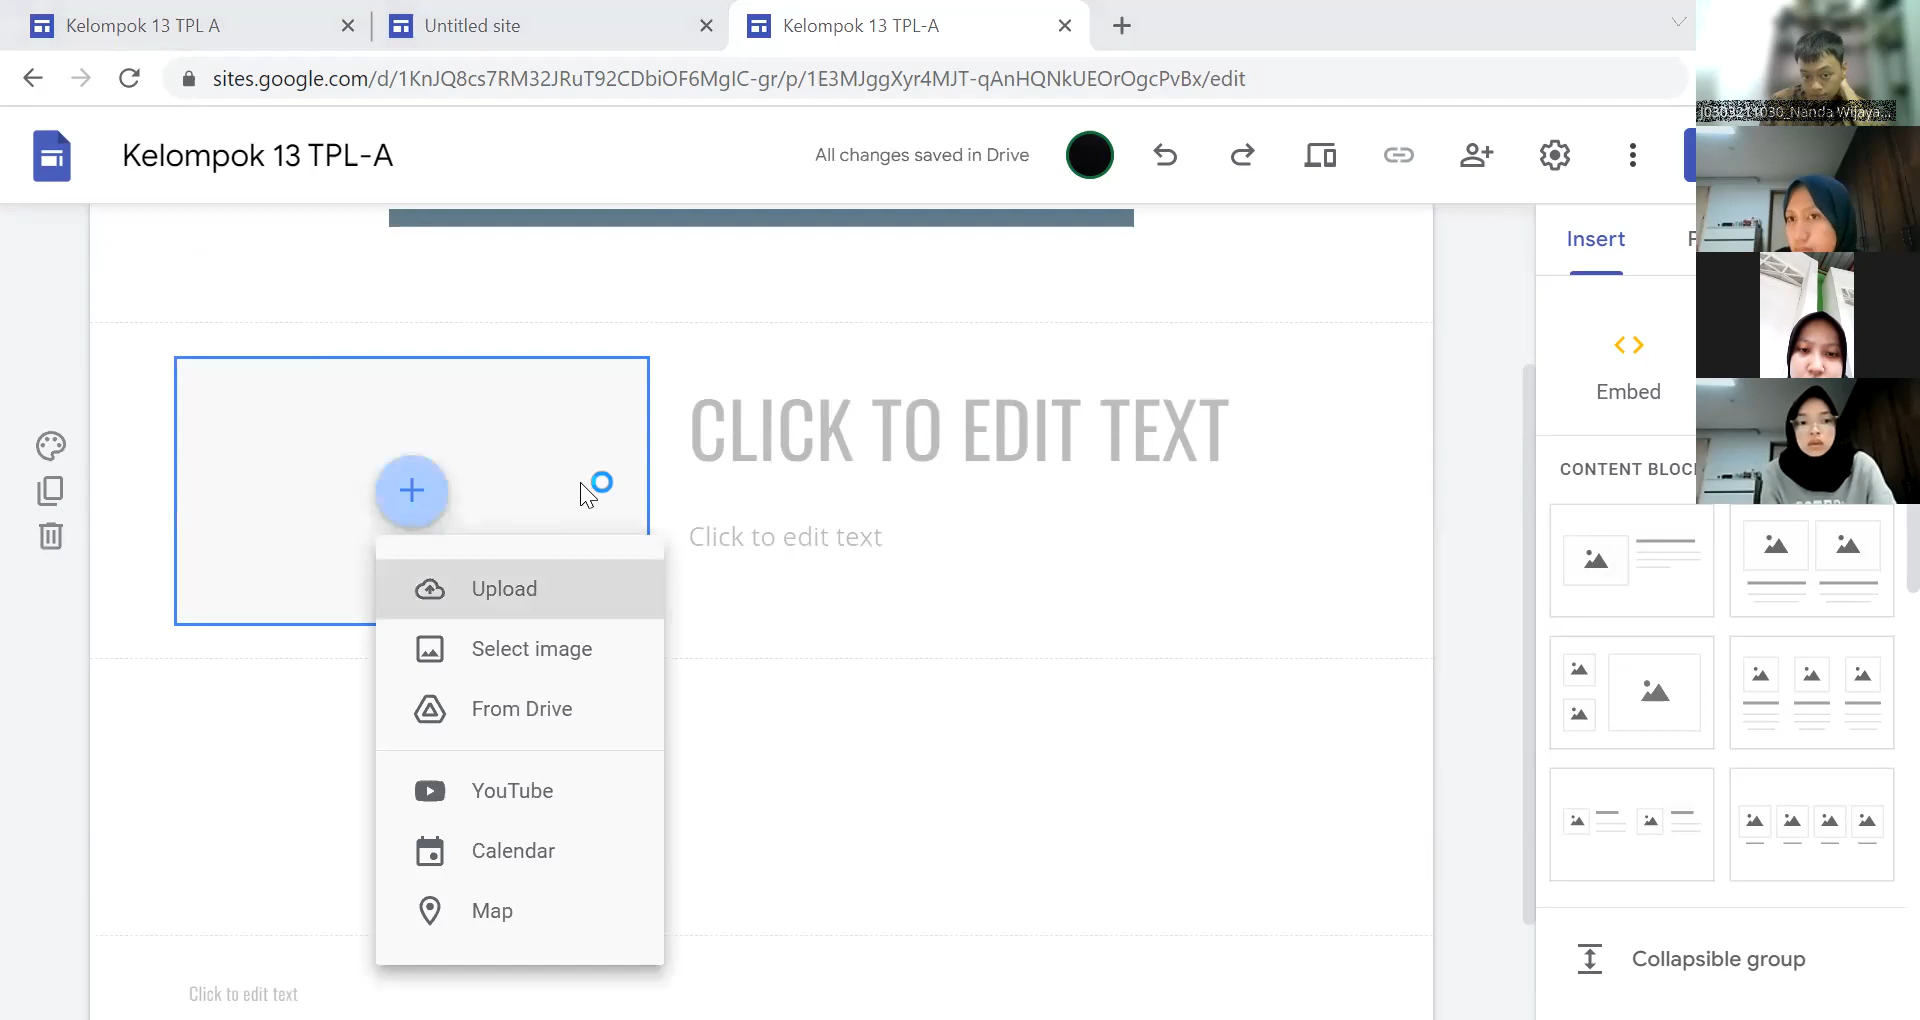 Kelompok 13 TPL A
Untitled site
Kelompok 13 TPL-A
sites.google.com/d/1KnJQ8cs7RM32JRuT92CDbiOF6MgIC-gr/p/1E3MJggXyr4MJT-qAnHQNkUEOrOgcPvBx/edit
Kelompok 13 TPL-A
All changes saved in Drive
Insert
Embed
CLICK TO EDIT TEXT
Click to edit text
CONTENT BLOC
Upload
Select image
From Drive
YouTube
Calendar
Map
Collapsible group
Click to edit text